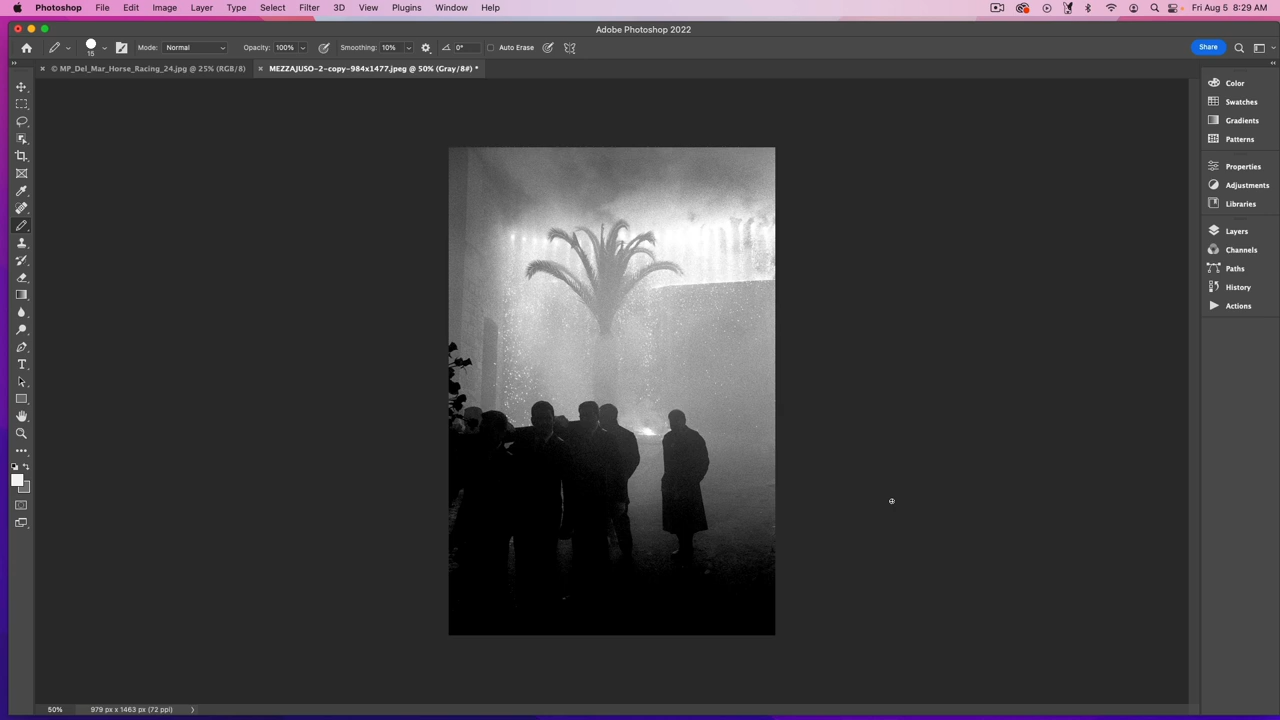 Photoshop File Edit Image Layer Type Select Filter 3D View Plugins Window Help Fri Aug 5 8:29 AM
Adobe Photoshop 2022
15 Mode: Normal Opacity: 100% Smoothing: 10% 0° Auto Erase Share
© MP_Del_Mar_Horse_Racing_24.jpg @ 25% (RGB/8) MEZZAJUSO-2-copy-984x1477.jpeg @ 50% (Gray/8#) *
Color
Swatches
Gradients
Patterns
Properties
Adjustments
Libraries
Layers
Channels
Paths
History
Actions
50% 979 px x 1463 px (72 ppi)